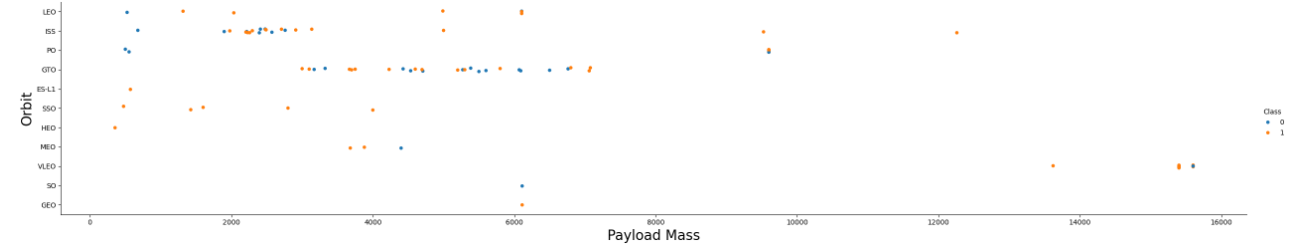 LEO
ISS
PO
GTO
ES-L1
SSO
HEO
MEO
VLEO
SO
GEO
Orbit
0 2000 4000 6000 8000 10000 12000 14000 16000
Payload Mass
Class
0
1